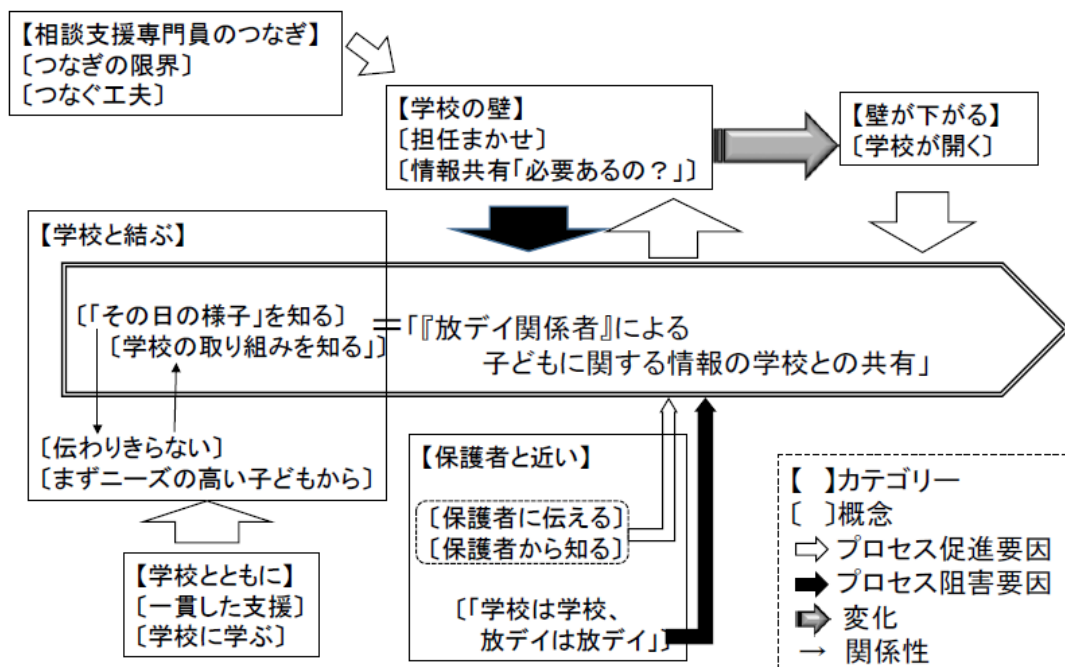 【相談支援専門員のつなぎ】
〔つなぎの限界〕
〔つなぐ工夫〕
【学校の壁】
〔担任まかせ〕
〔情報共有「必要あるの？」〕
【壁が下がる】
〔学校が開く〕
【学校と結ぶ】
〔「その日の様子」を知る〕
〔学校の取り組みを知る」〕
＝「『放デイ関係者』による
子どもに関する情報の学校との共有」
〔伝わりきらない〕
〔まずニーズの高い子どもから〕
【学校とともに】
〔一貫した支援〕
〔学校に学ぶ〕
【保護者と近い】
〔保護者に伝える〕
〔保護者から知る〕
〔「学校は学校、
放デイは放デイ」〕
【　】カテゴリー
〔　〕概念
プロセス促進要因
プロセス阻害要因
変化
→ 関係性